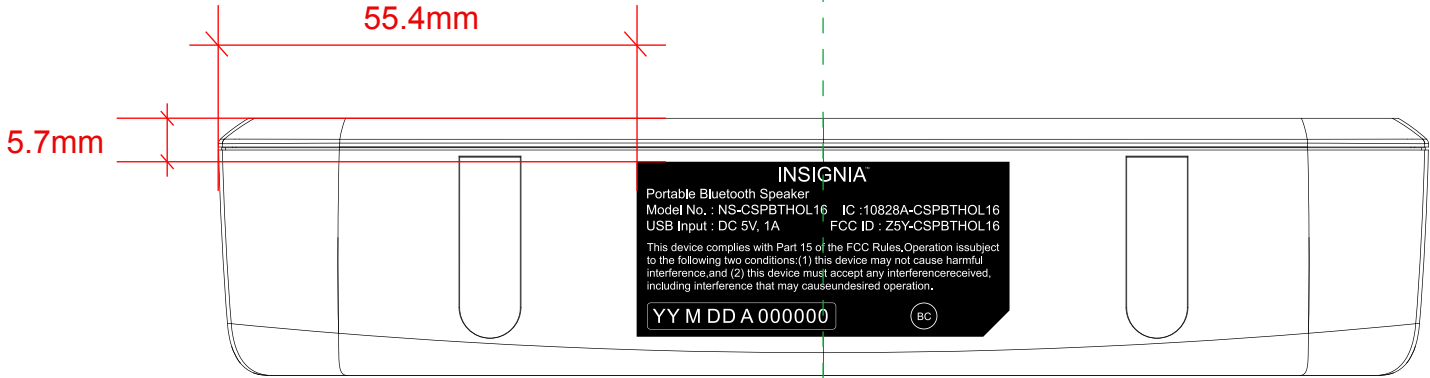 55.4mm
5.7mm
INSIGNIA™
Portable Bluetooth Speaker
Model No. : NS-CSPBTHOL16 IC :10828A-CSPBTHOL16
USB Input : DC 5V, 1A FCC ID : Z5Y-CSPBTHOL16
This device complies with Part 15 of the FCC Rules,Operation issubject
to the following two conditions:(1) this device may not cause harmful
interference,and (2) this device must accept any interferencereceived,
including interference that may causeundesired operation.
YY M DD A 000000
BC